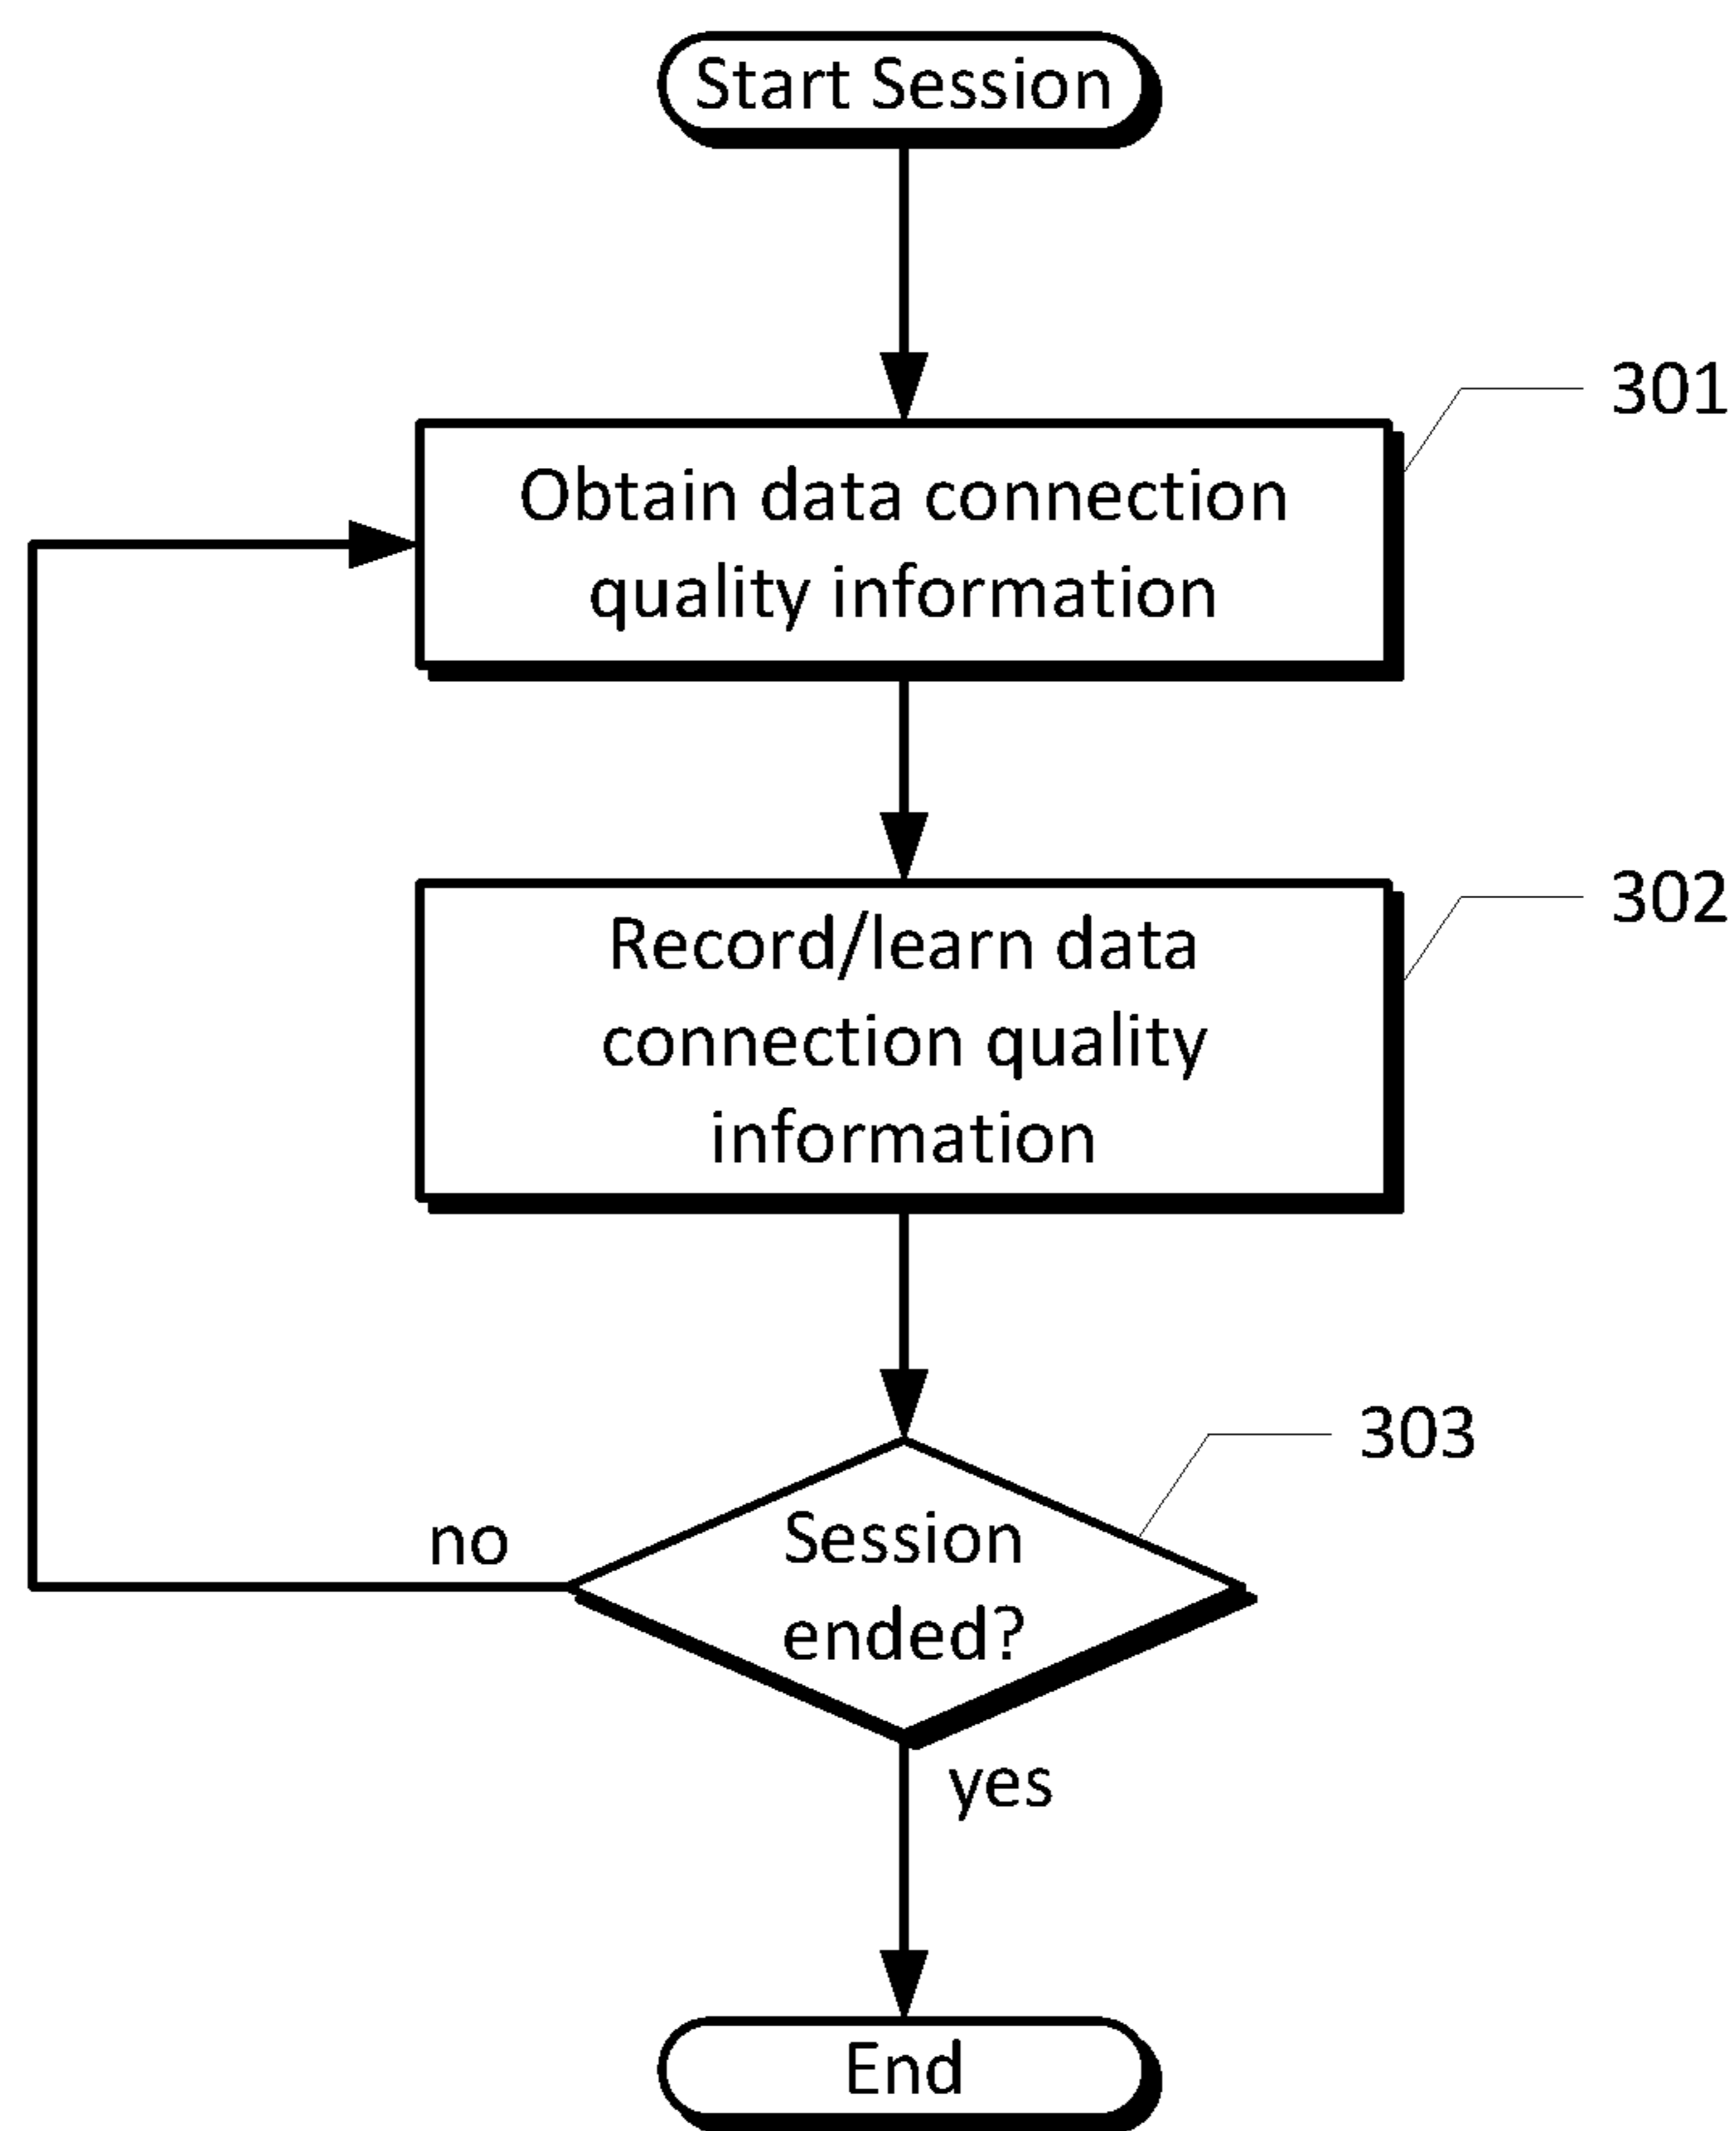 Start Session
301
Obtain data connection
quality information
302
Record/learn data
connection quality
information
303
no
Session
ended?
yes
End